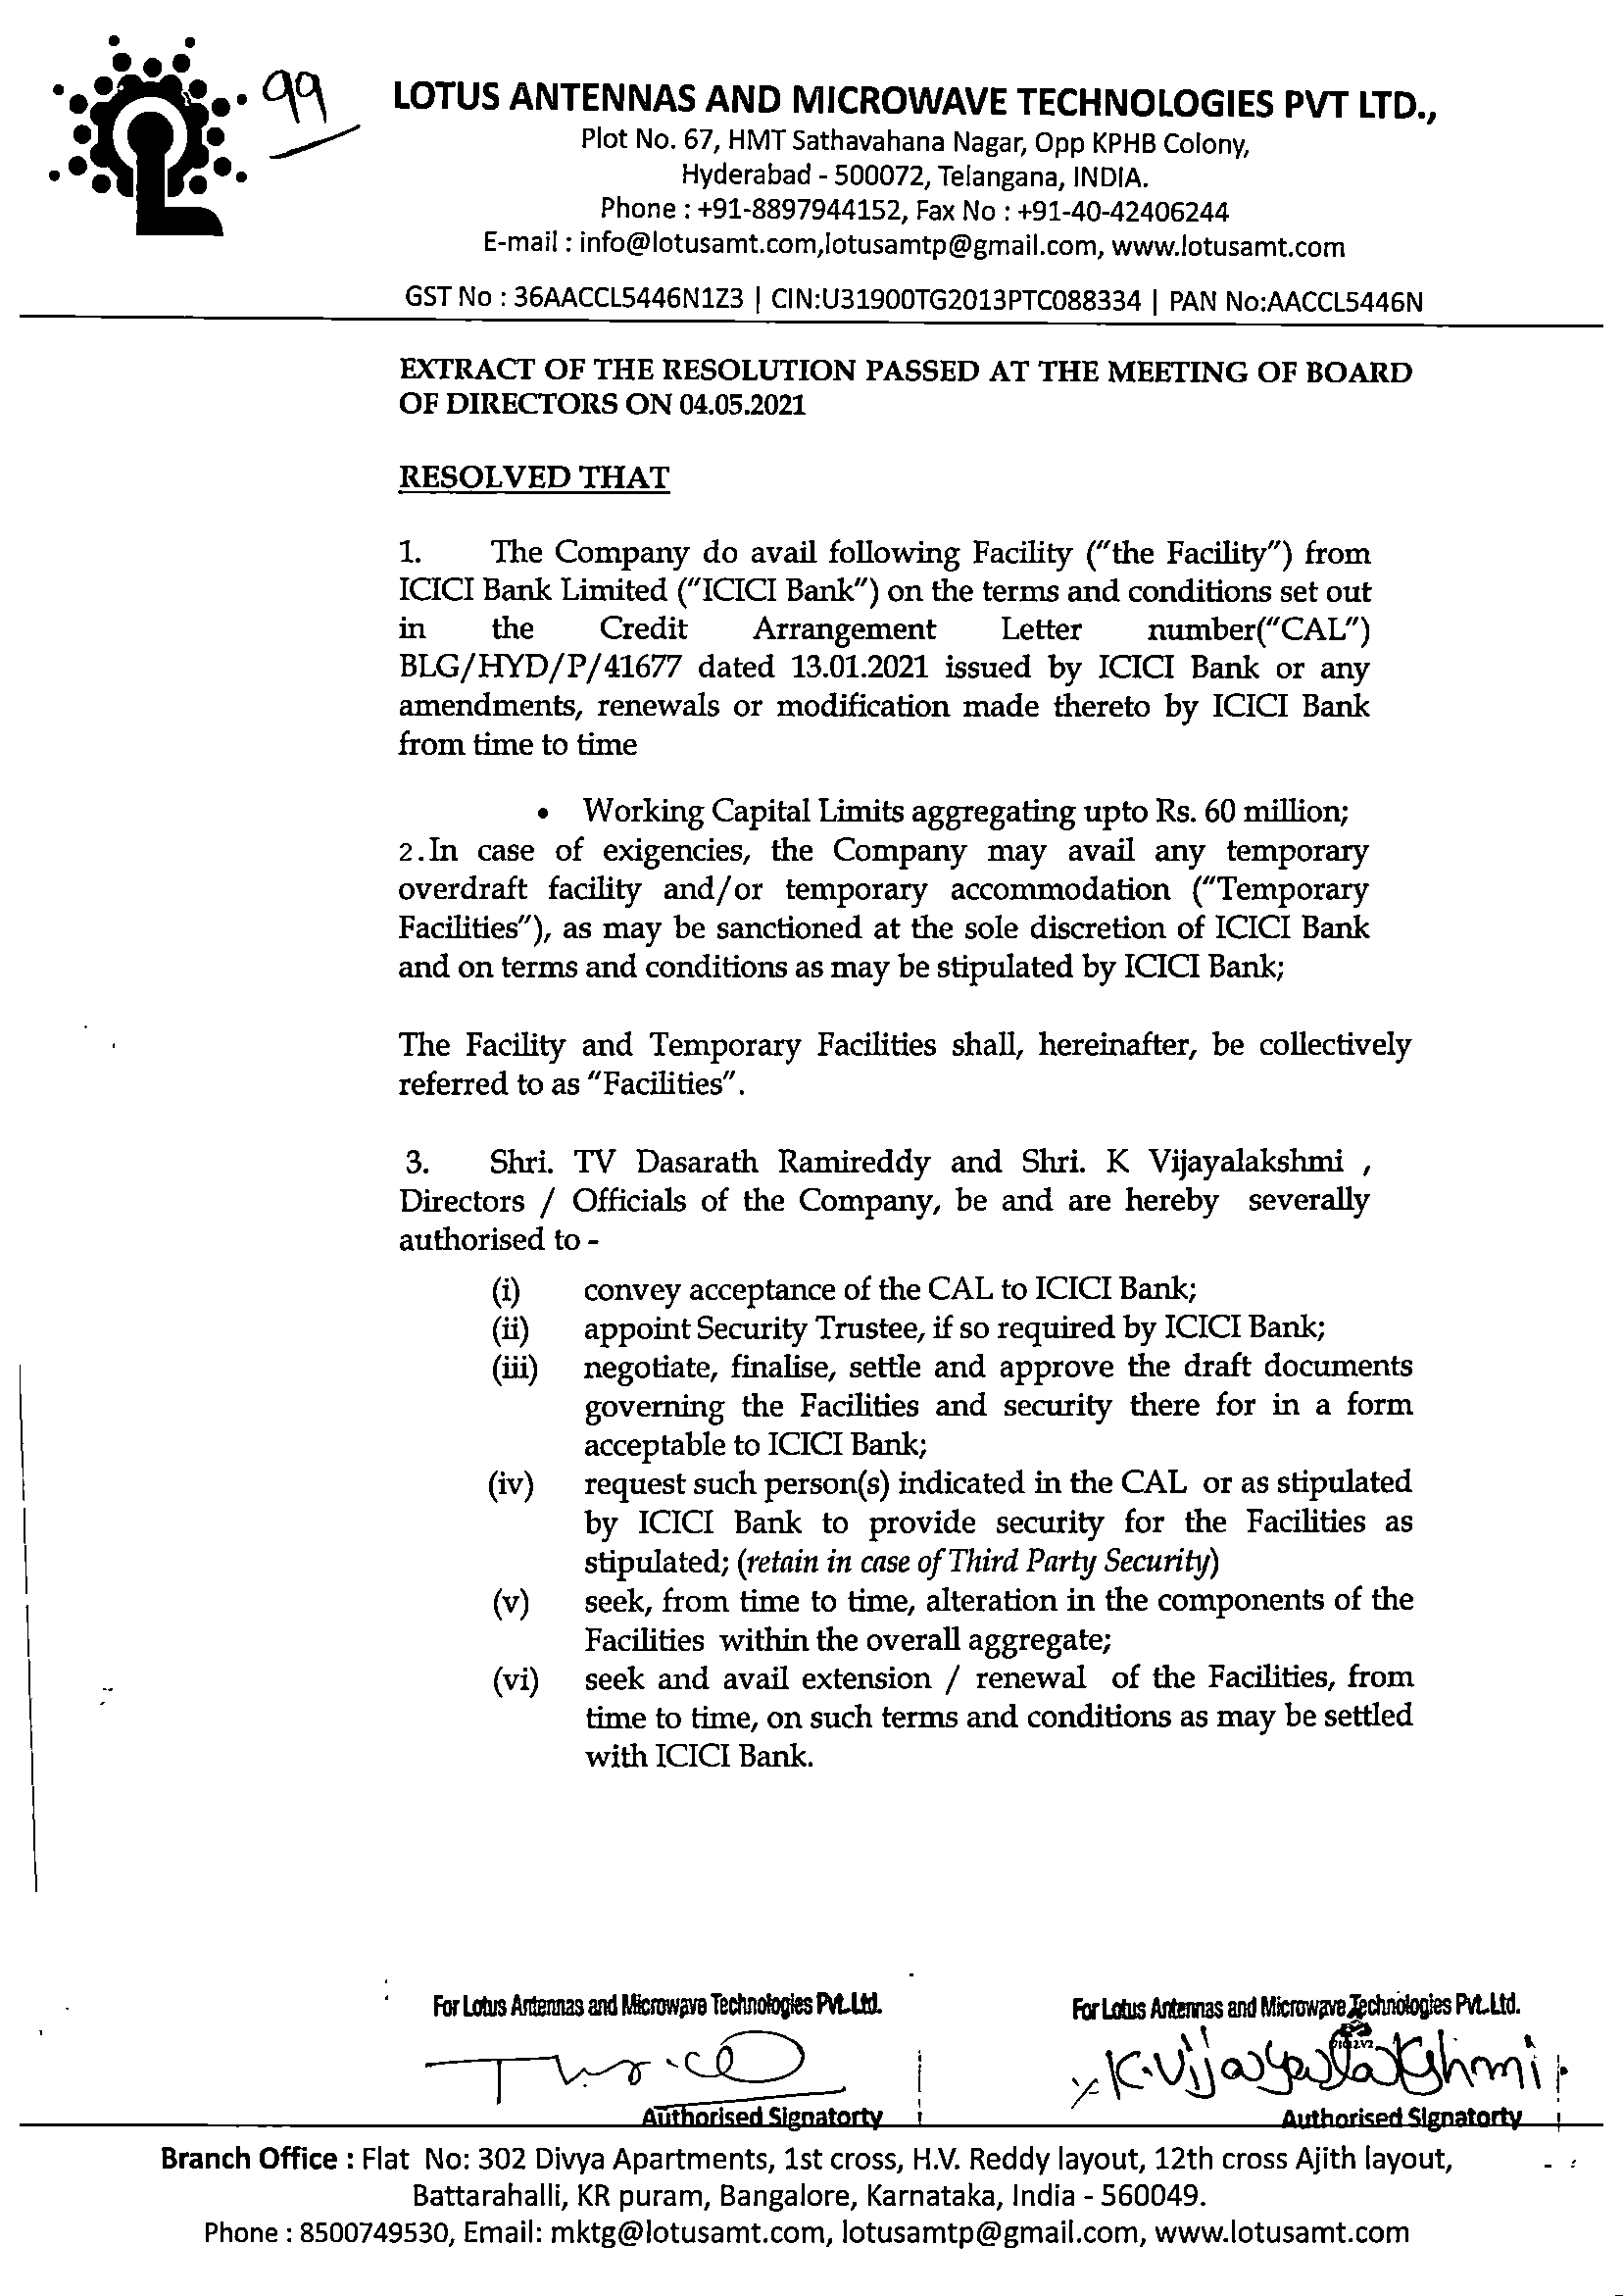 99
LOTUS ANTENNAS AND MICROWAVE TECHNOLOGIES PVT LTD.,
Plot No. 67, HMT Sathavahana Nagar, Opp KPHB Colony,
Hyderabad - 500072, Telangana, INDIA.
Phone : +91-8897944152, Fax No : +91-40-42406244
E-mail : info@lotusamt.com,lotusamtp@gmail.com, www.lotusamt.com
GST No : 36AACCL5446N1Z3 | CIN:U31900TG2013PTC088334 | PAN No:AACCL5446N
EXTRACT OF THE RESOLUTION PASSED AT THE MEETING OF BOARD
OF DIRECTORS ON 04.05.2021
RESOLVED THAT
1. The Company do avail following Facility ("the Facility") from
ICICI Bank Limited ("ICICI Bank") on the terms and conditions set out
in the Credit Arrangement Letter number("CAL")
BLG/HYD/P/41677 dated 13.01.2021 issued by ICICI Bank or any
amendments, renewals or modification made thereto by ICICI Bank
from time to time
• Working Capital Limits aggregating upto Rs. 60 million;
2.In case of exigencies, the Company may avail any temporary
overdraft facility and/or temporary accommodation ("Temporary
Facilities"), as may be sanctioned at the sole discretion of ICICI Bank
and on terms and conditions as may be stipulated by ICICI Bank;
The Facility and Temporary Facilities shall, hereinafter, be collectively
referred to as "Facilities".
3. Shri. TV Dasarath Ramireddy and Shri. K Vijayalakshmi ,
Directors / Officials of the Company, be and are hereby severally
authorised to -
(i) convey acceptance of the CAL to ICICI Bank;
(ii) appoint Security Trustee, if so required by ICICI Bank;
(iii) negotiate, finalise, settle and approve the draft documents
governing the Facilities and security there for in a form
acceptable to ICICI Bank;
(iv) request such person(s) indicated in the CAL or as stipulated
by ICICI Bank to provide security for the Facilities as
stipulated; (retain in case of Third Party Security)
(v) seek, from time to time, alteration in the components of the
Facilities within the overall aggregate;
(vi) seek and avail extension / renewal of the Facilities, from
time to time, on such terms and conditions as may be settled
with ICICI Bank.
For Lotus Antennas and Microwave Technologies Pvt.Ltd. For Lotus Antennas and Microwave Technologies Pvt.Ltd.
K.Vijayalakshmi
Authorised Signatorty Authorised Signatorty
Branch Office : Flat No: 302 Divya Apartments, 1st cross, H.V. Reddy layout, 12th cross Ajith layout,
Battarahalli, KR puram, Bangalore, Karnataka, India - 560049.
Phone : 8500749530, Email: mktg@lotusamt.com, lotusamtp@gmail.com, www.lotusamt.com